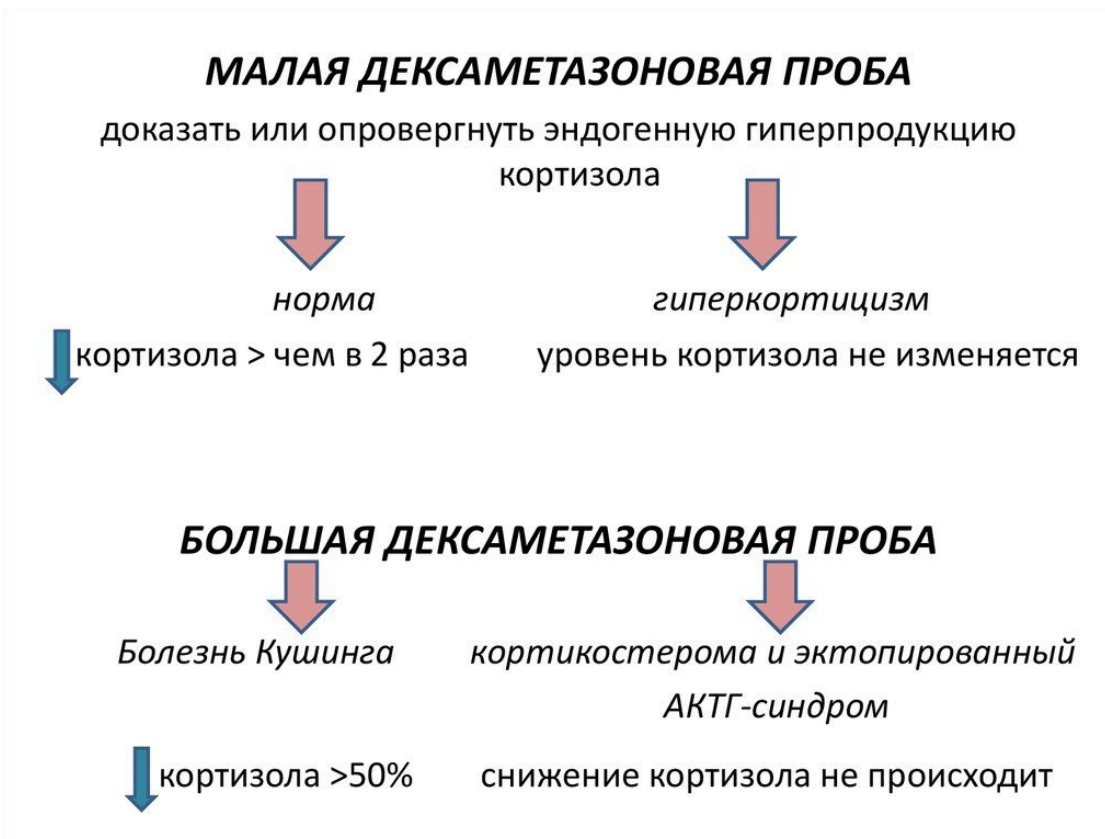 МАЛАЯ ДЕКСАМЕТАЗОНОВАЯ ПРОБА
доказать или опровергнуть эндогенную гиперпродукцию
кортизола
норма
гиперкортицизм
кортизола > чем в 2 раза
уровень кортизола не изменяется
БОЛЬШАЯ ДЕКСАМЕТАЗОНОВАЯ ПРОБА
Болезнь Кушинга
кортикостерома и эктопированный
АКТГ-синдром
кортизола >50%
снижение кортизола не происходит